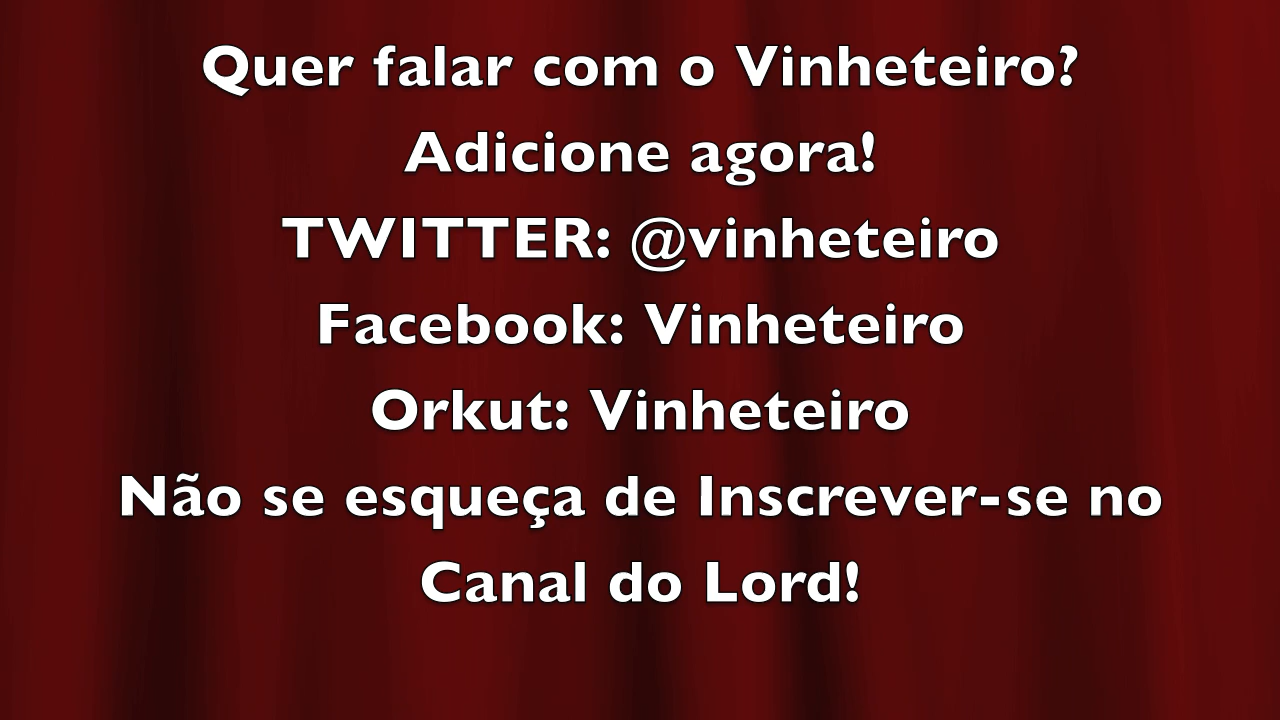 Quer falar com o Vinheteiro?
Adicione agora!
TWITTER: @vinheteiro
Facebook: Vinheteiro
Orkut: Vinheteiro
Não se esqueça de Inscrever-se no
Canal do Lord!